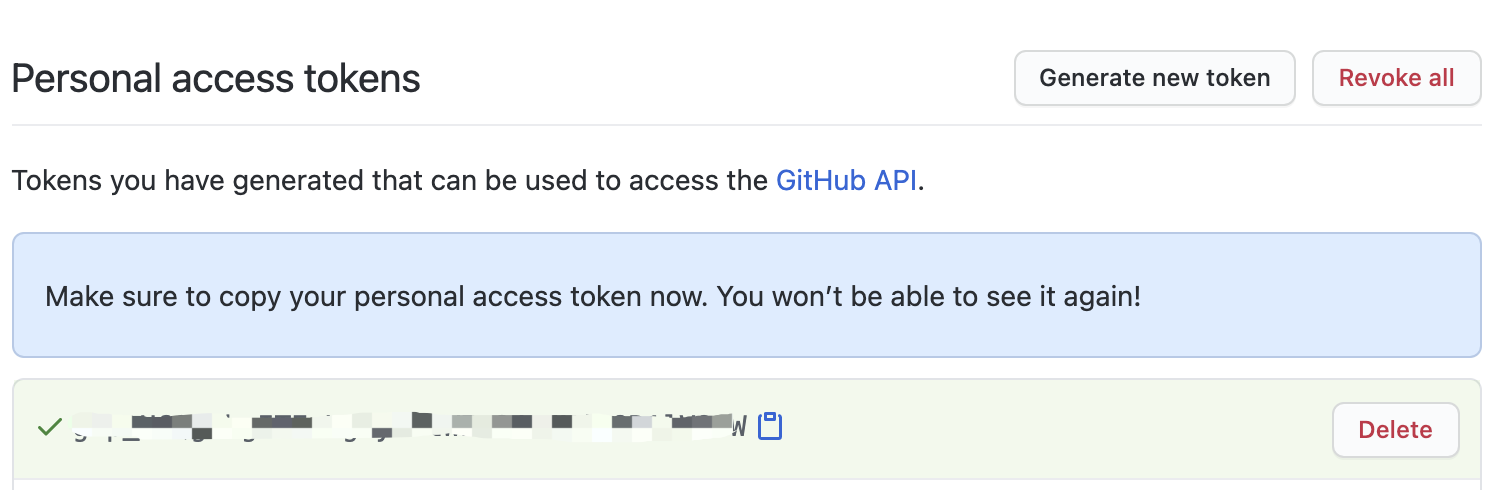 Personal access tokens
Generate new token
Revoke all
Tokens you have generated that can be used to access the GitHub API.
Make sure to copy your personal access token now. You won’t be able to see it again!
Delete